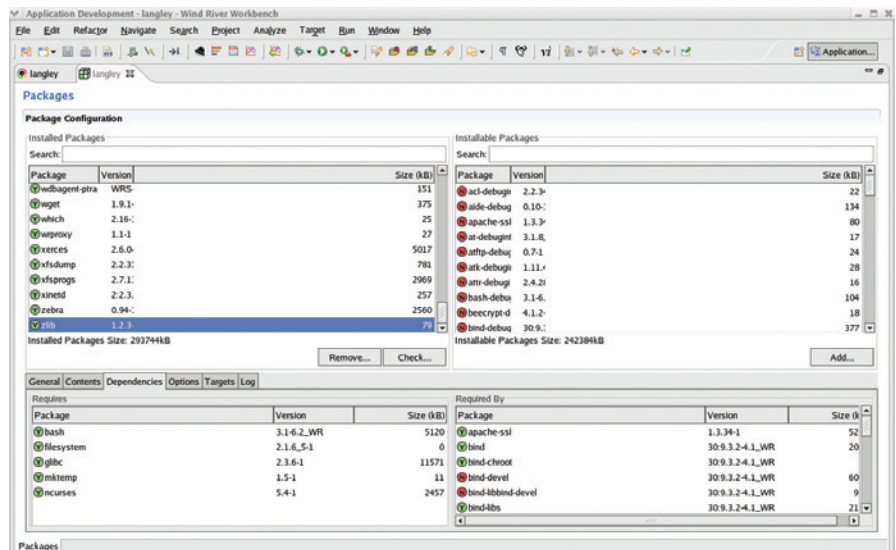 Application Development - langley - Wind River Workbench
File Edit Refactor Navigate Search Project Analyze Target Run Window Help
Application...
langley langley
Packages
Package Configuration
Installed Packages
Search:
Package Version Size (kB)
wdbagent-ptra WRS- 151
wget 1.9.1- 375
which 2.16- 25
wrproxy 1.1-1 27
xerces 2.6.0- 5017
xfsdump 2.2.3 781
xfsprogs 2.7.1 2969
xinetd 2:2.3. 257
zebra 0.94- 2560
zlib 1.2.3- 79
Installed Packages Size: 293744kB
Remove... Check...
Installable Packages
Search:
Package Version Size (kB)
acl-debugi 2.2.3 22
aide-debug 0.10- 134
apache-ssl 1.3.3 80
at-debugin 3.1.8, 17
atftp-debug 0.7-1 24
atk-debugi 1.11. 28
attr-debugi 2.4.2 16
bash-debu 3.1-6. 104
beecrypt-d 4.1.2- 18
bind-debug 30:9. 377
Installable Packages Size: 242384kB
Add...
General Contents Dependencies Options Targets Log
Requires
Package Version Size (kB)
bash 3.1-6.2_WR 5120
filesystem 2.1.6_S-1 0
glibc 2.3.6-1 11571
mktemp 1.5-1 11
ncurses 5.4-1 2457
Required By
Package Version Size (k
apache-ssl 1.3.34-1 52
bind 30:9.3.2-4.1_WR 20
bind-chroot 30:9.3.2-4.1_WR
bind-devel 30:9.3.2-4.1_WR 60
bind-libbind-devel 30:9.3.2-4.1_WR 9
bind-libs 30:9.3.2-4.1_WR 21
Packages